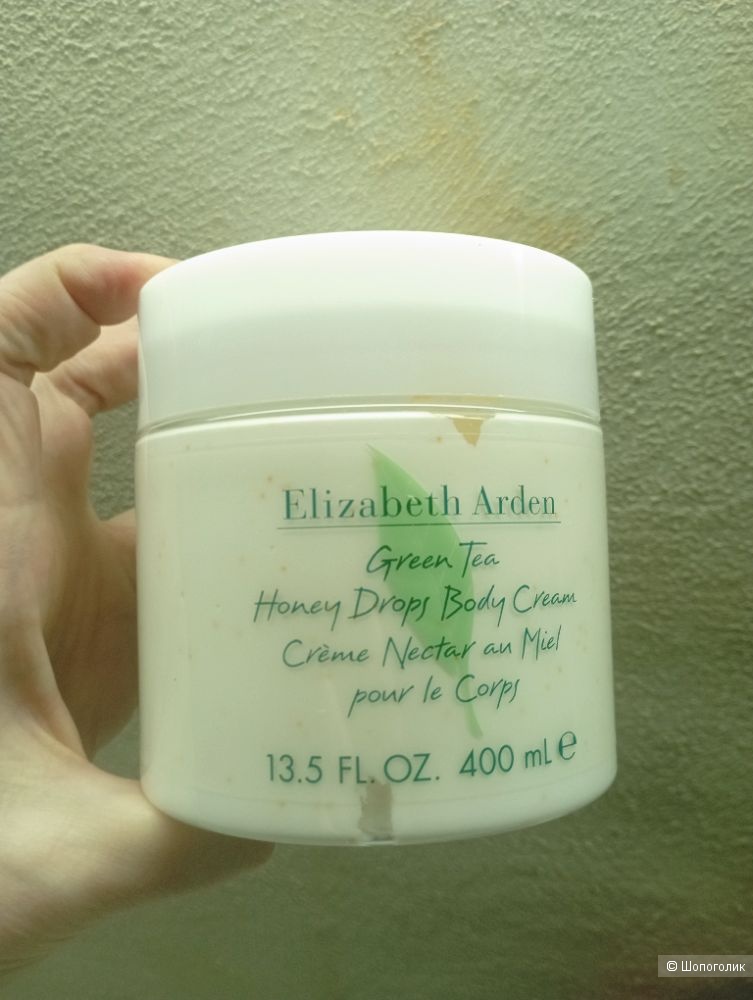 Elizabeth Arden
Green Tea
Honey Drops Body Cream
Crème Nectar au Miel
pour le Corps
13.5 FL. OZ. 400 mL e
© Шопоголик